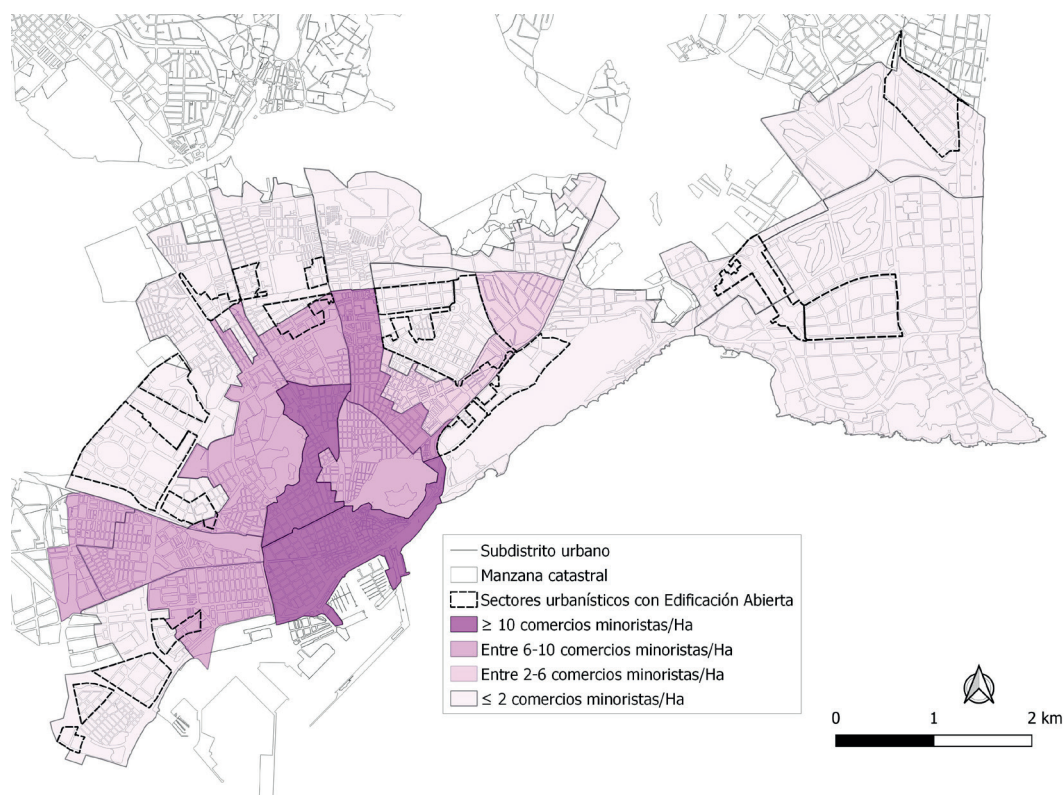 Subdistrito urbano
Manzana catastral
Sectores urbanísticos con Edificación Abierta
≥ 10 comercios minoristas/Ha
Entre 6-10 comercios minoristas/Ha
Entre 2-6 comercios minoristas/Ha
≤ 2 comercios minoristas/Ha
0 1 2 km